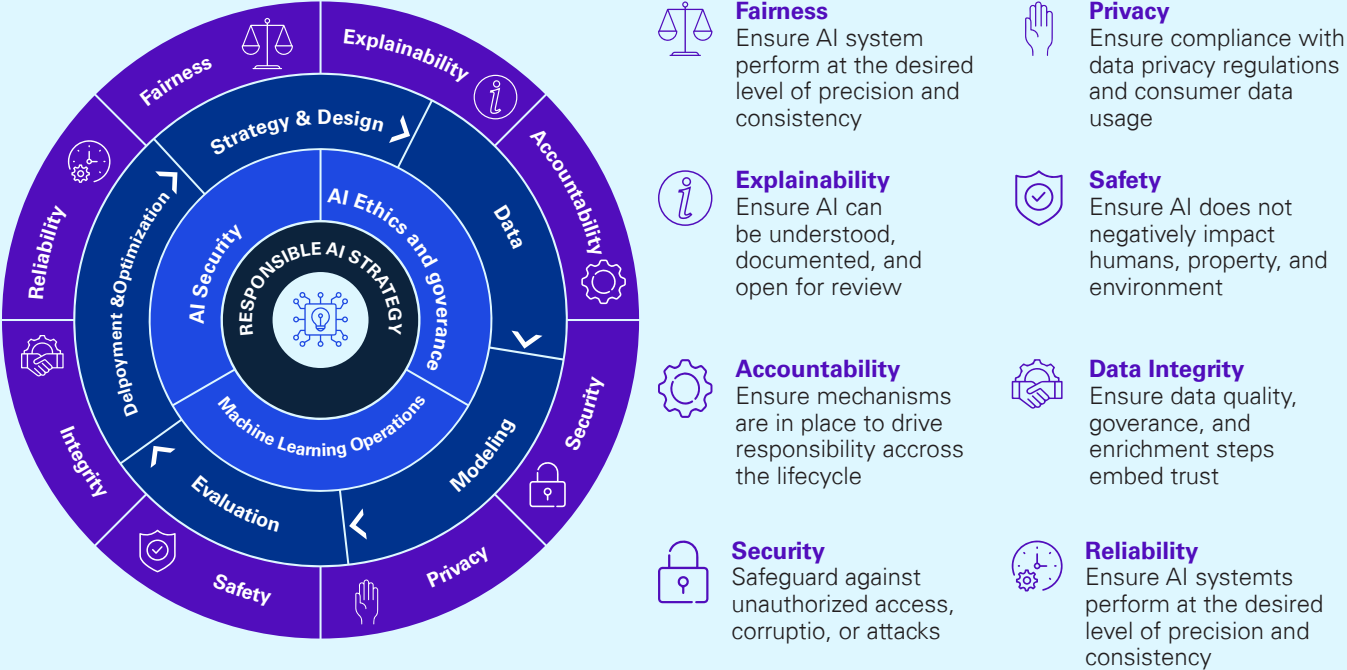 Fairness
Explainability
Accountability
Security
Privacy
Safety
Integrity
Reliability
Strategy & Design
Data
Modeling
Evaluation
Delpoyment &Optimization
AI Security
AI Ethics and goverance
Machine Learning Operations
RESPONSIBLE AI STRATEGY
Fairness
Ensure AI system
perform at the desired
level of precision and
consistency
Privacy
Ensure compliance with
data privacy regulations
and consumer data
usage
Explainability
Ensure AI can
be understood,
documented, and
open for review
Safety
Ensure AI does not
negatively impact
humans, property, and
environment
Accountability
Ensure mechanisms
are in place to drive
responsibility accross
the lifecycle
Data Integrity
Ensure data quality,
goverance, and
enrichment steps
embed trust
Security
Safeguard against
unauthorized access,
corruptio, or attacks
Reliability
Ensure AI systemts
perform at the desired
level of precision and
consistency